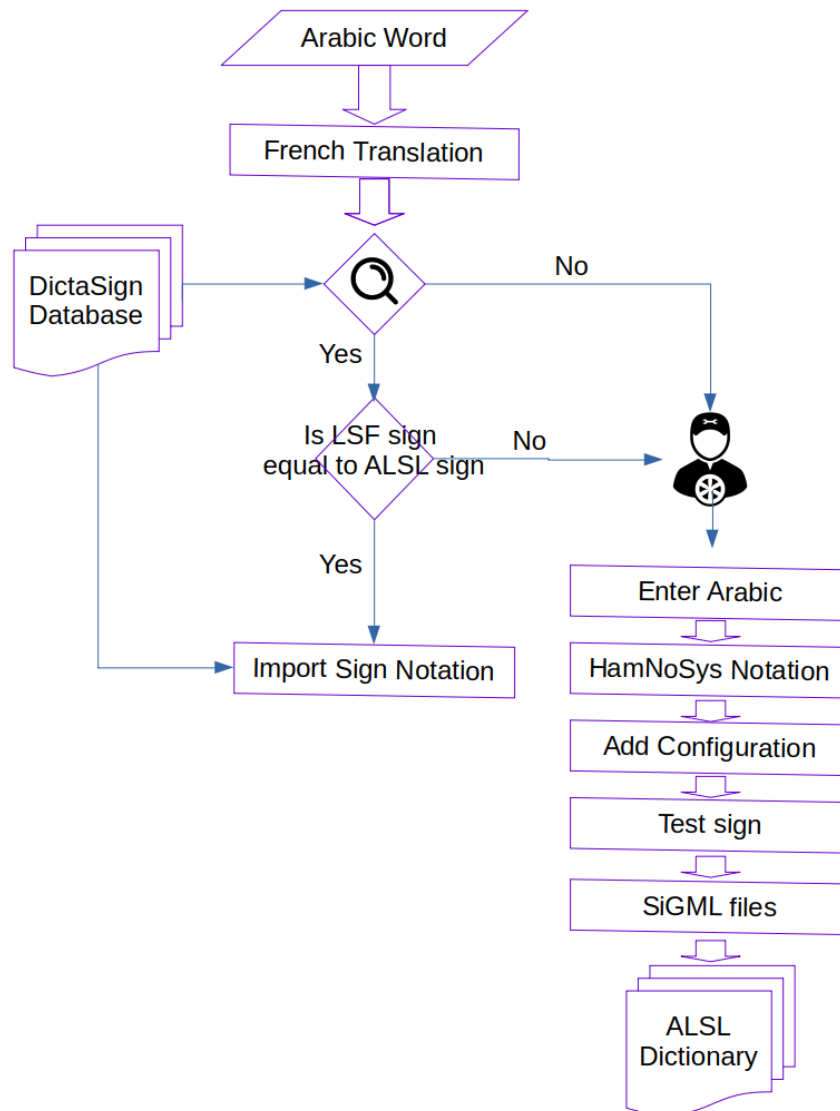 Arabic Word
French Translation
DictaSign
Database
No
Yes
Is LSF sign
equal to ALSL sign
No
Yes
Import Sign Notation
Enter Arabic
HamNoSys Notation
Add Configuration
Test sign
SiGML files
ALSL
Dictionary